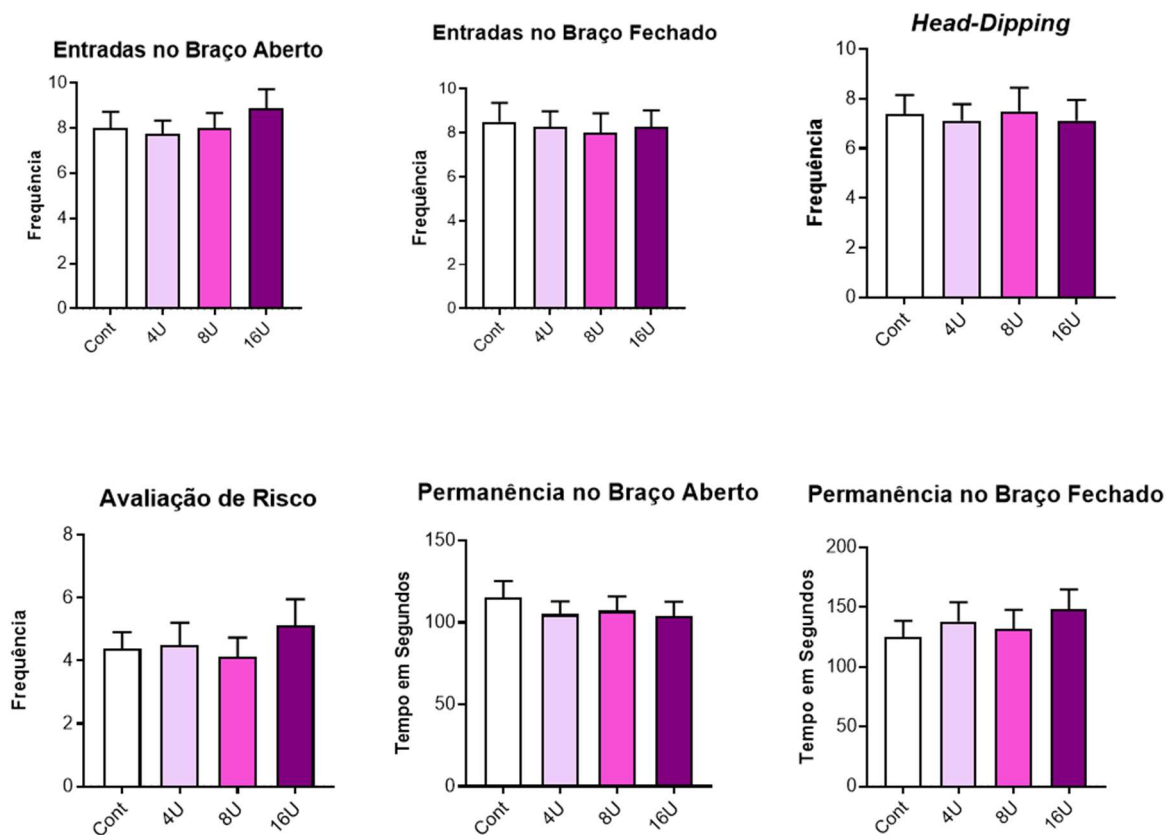 Entradas no Braço Aberto
Frequência
10
8
6
4
2
0
Cont
4U
8U
16U
Entradas no Braço Fechado
Frequência
10
8
6
4
2
0
Cont
4U
8U
16U
Head-Dipping
Frequência
10
8
6
4
2
0
Cont
4U
8U
16U
Avaliação de Risco
Frequência
8
6
4
2
0
Cont
4U
8U
16U
Permanência no Braço Aberto
Tempo em Segundos
150
100
50
0
Cont
4U
8U
16U
Permanência no Braço Fechado
Tempo em Segundos
200
150
100
50
0
Cont
4U
8U
16U